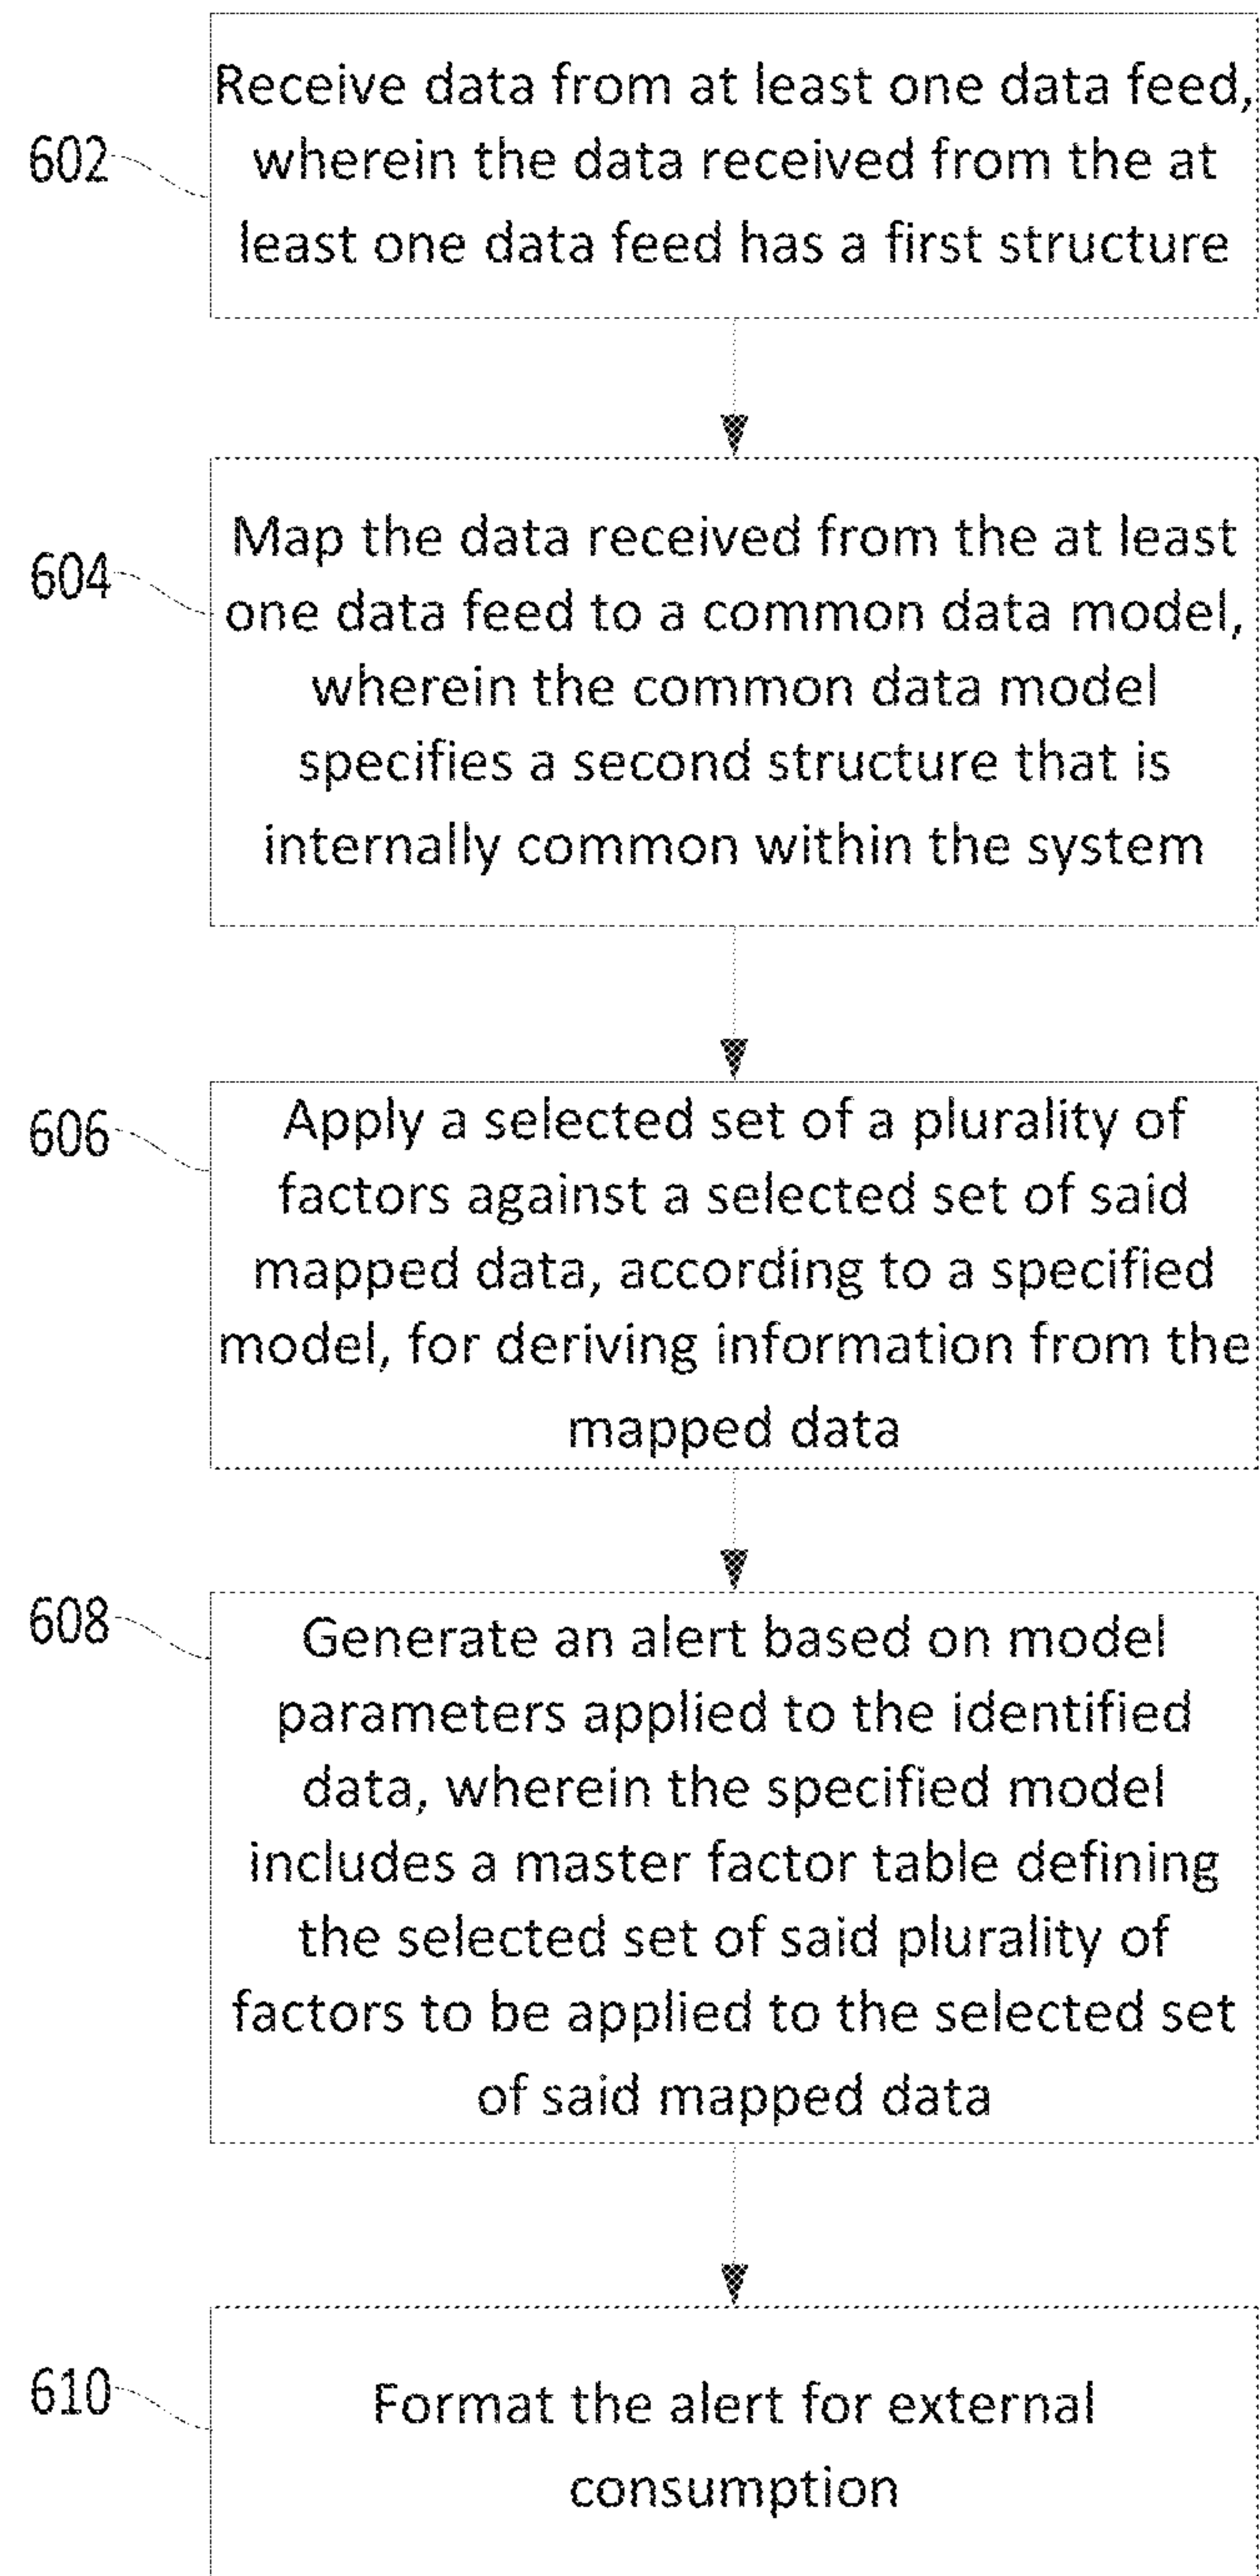 602
Receive data from at least one data feed,
wherein the data received from the at
least one data feed has a first structure
604
Map the data received from the at least
one data feed to a common data model,
wherein the common data model
specifies a second structure that is
internally common within the system
606
Apply a selected set of a plurality of
factors against a selected set of said
mapped data, according to a specified
model, for deriving information from the
mapped data
608
Generate an alert based on model
parameters applied to the identified
data, wherein the specified model
includes a master factor table defining
the selected set of said plurality of
factors to be applied to the selected set
of said mapped data
610
Format the alert for external
consumption